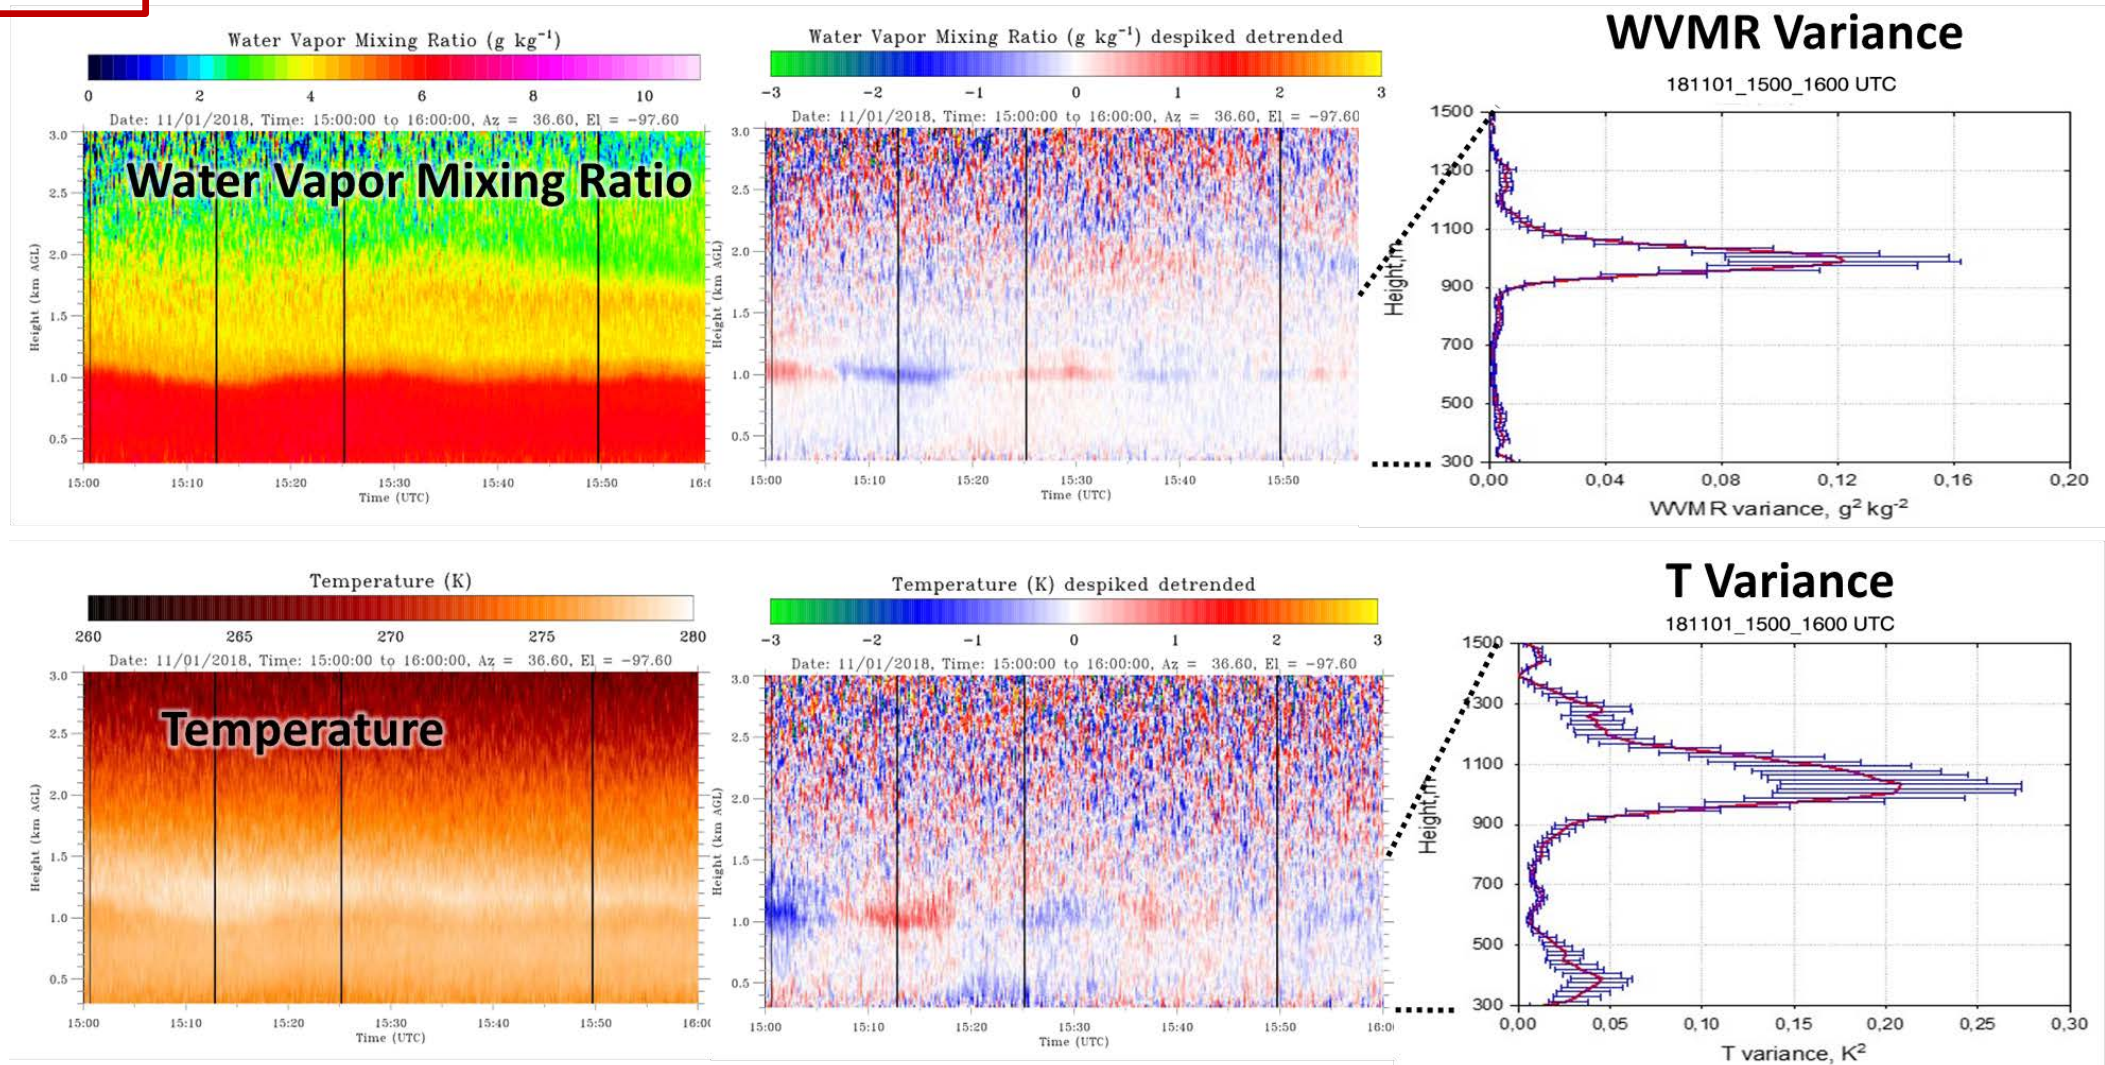 Water Vapor Mixing Ratio (g kg⁻¹)
0 2 4 6 8 10
Date: 11/01/2018, Time: 15:00:00 to 16:00:00, Az = 36.60, El = -97.60
Water Vapor Mixing Ratio
Height (km AGL)
3.0
2.5
2.0
1.5
1.0
0.5
15:00 15:10 15:20 15:30 15:40 15:50 16:0
Time (UTC)
Water Vapor Mixing Ratio (g kg⁻¹) despiked detrended
-3 -2 -1 0 1 2 3
Date: 11/01/2018, Time: 15:00:00 to 16:00:00, Az = 36.60, El = -97.60
Height (km AGL)
3.0
2.5
2.0
1.5
1.0
0.5
15:00 15:10 15:20 15:30 15:40 15:50
Time (UTC)
WVMR Variance
181101_1500_1600 UTC
Height,m
1500
1300
1100
900
700
500
300
0,00 0,04 0,08 0,12 0,16 0,20
WVMR variance, g² kg⁻²
Temperature (K)
260 265 270 275 280
Date: 11/01/2018, Time: 15:00:00 to 16:00:00, Az = 36.60, El = -97.60
Temperature
Height (km AGL)
3.0
2.5
2.0
1.5
1.0
0.5
15:00 15:10 15:20 15:30 15:40 15:50 16:00
Time (UTC)
Temperature (K) despiked detrended
-3 -2 -1 0 1 2 3
Date: 11/01/2018, Time: 15:00:00 to 16:00:00, Az = 36.60, El = -97.60
Height (km AGL)
3.0
2.5
2.0
1.5
1.0
0.5
15:00 15:10 15:20 15:30 15:40 15:50 16:0
Time (UTC)
T Variance
181101_1500_1600 UTC
Height,m
1500
1300
1100
900
700
500
300
0,00 0,05 0,10 0,15 0,20 0,25 0,30
T variance, K²